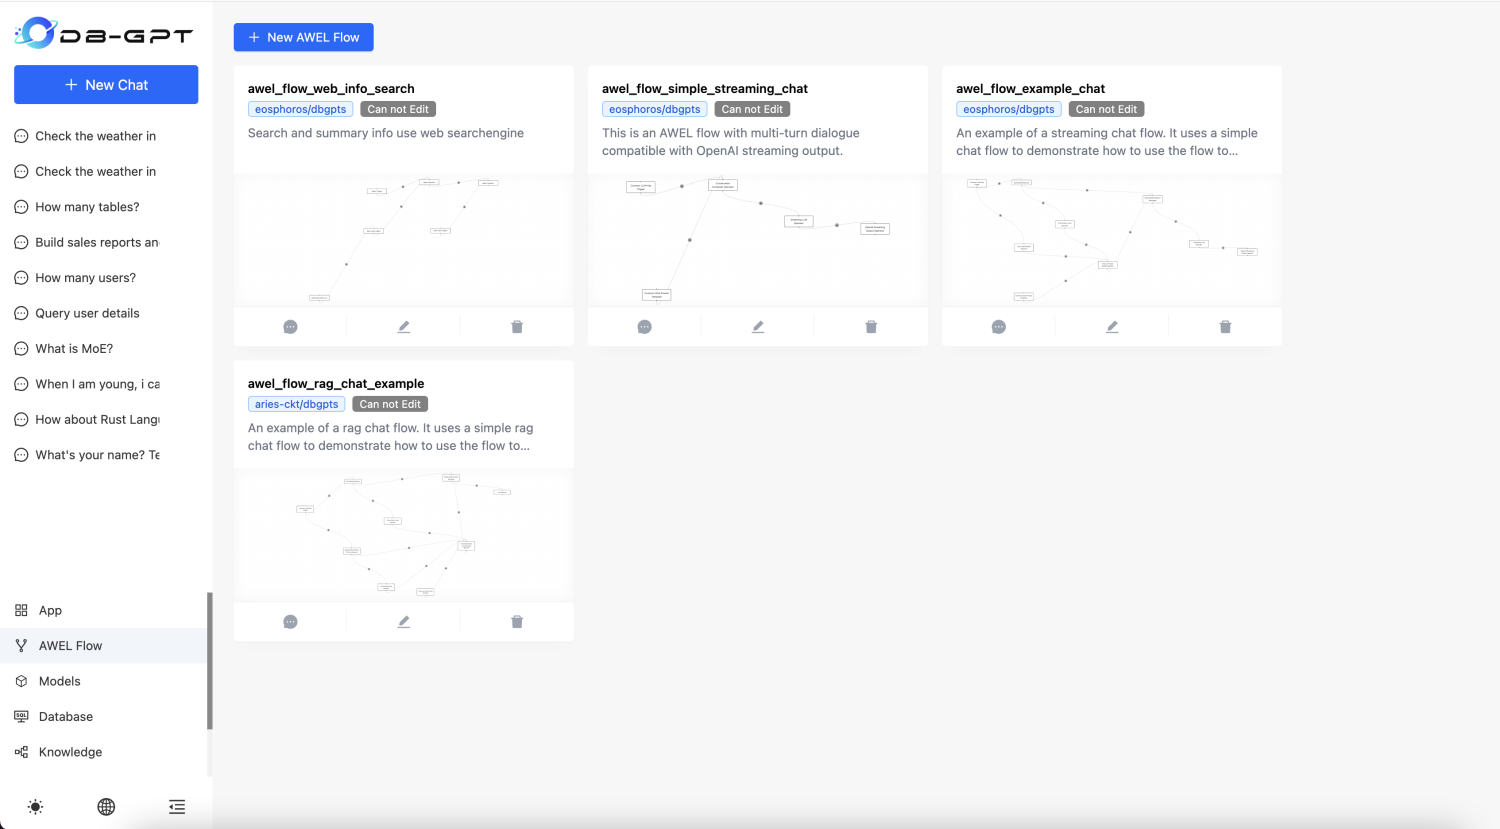 DB-GPT
New Chat
Check the weather in
Check the weather in
How many tables?
Build sales reports an
How many users?
Query user details
What is MoE?
When I am young, i ca
How about Rust Lang
What's your name? Te
App
AWEL Flow
Models
SQL
Database
Knowledge
New AWEL Flow
awel_flow_web_info_search
eosphoros/dbgpts Can not Edit
Search and summary info use web searchengine
awel_flow_simple_streaming_chat
eosphoros/dbgpts Can not Edit
This is an AWEL flow with multi-turn dialogue
compatible with OpenAI streaming output.
awel_flow_example_chat
eosphoros/dbgpts Can not Edit
An example of a streaming chat flow. It uses a simple
chat flow to demonstrate how to use the flow to...
awel_flow_rag_chat_example
aries-ckt/dbgpts Can not Edit
An example of a rag chat flow. It uses a simple rag
chat flow to demonstrate how to use the flow to...